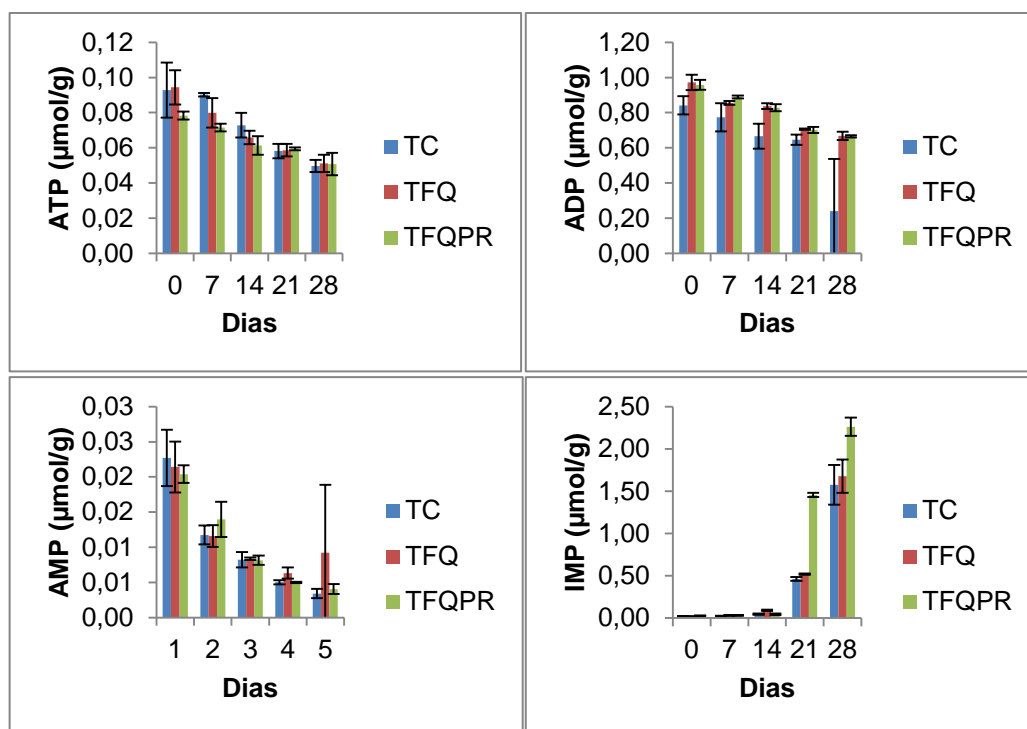 0,12
0,10
0,08
0,06
0,04
0,02
0,00
ATP (µmol/g)
0 7 14 21 28
Dias
TC
TFQ
TFQPR
1,20
1,00
0,80
0,60
0,40
0,20
0,00
ADP (µmol/g)
0 7 14 21 28
Dias
TC
TFQ
TFQPR
0,03
0,03
0,02
0,02
0,01
0,01
0,00
AMP (µmol/g)
1 2 3 4 5
Dias
TC
TFQ
TFQPR
2,50
2,00
1,50
1,00
0,50
0,00
IMP (µmol/g)
0 7 14 21 28
Dias
TC
TFQ
TFQPR